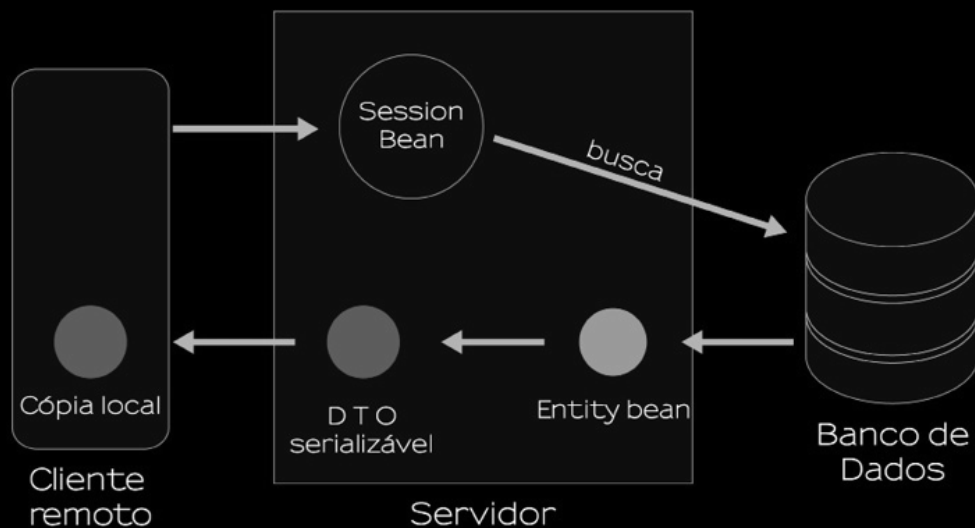 Session
Bean
busca
Cópia local
D T O
serializável
Entity bean
Banco de
Dados
Cliente
remoto
Servidor